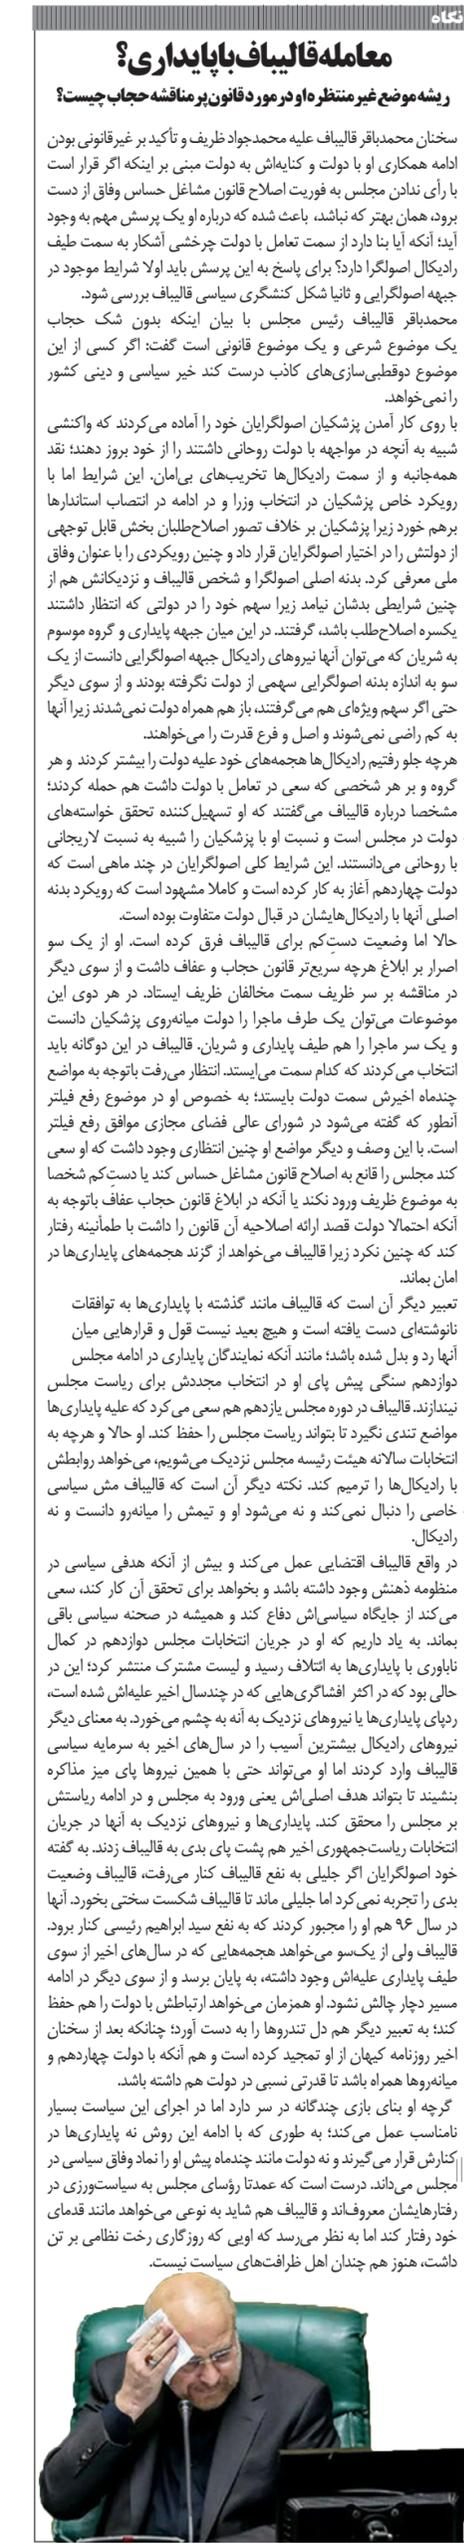 نگاه
معامله قالیباف با پایداری؟
ریشه موضع غیرمنتظره او در مورد قانون پر مناقشه حجاب چیست؟
سخنان محمدباقر قالیباف علیه محمدجواد ظریف و تأکید بر غیرقانونی بودن
ادامه همکاری او با دولت و کنایه‌اش به دولت مبنی بر اینکه اگر قرار است
با رأی ندادن مجلس به فوریت اصلاح قانون مشاغل حساس وفاق از دست
برود، همان بهتر که نباشد، باعث شده که درباره او یک پرسش مهم به وجود
آید؛ آنکه آیا بنا دارد از سمت تعامل با دولت چرخشی آشکار به سمت طیف
رادیکال اصولگرا دارد؟ برای پاسخ به این پرسش باید اولا شرایط موجود در
جبهه اصولگرایی و ثانیا شکل کنشگری سیاسی قالیباف بررسی شود.
محمدباقر قالیباف رئیس مجلس با بیان اینکه بدون شک حجاب
یک موضوع شرعی و یک موضوع قانونی است گفت: اگر کسی از این
موضوع دوقطبی‌سازی‌های کاذب درست کند خیر سیاسی و دینی کشور
را نمی‌خواهد.
با روی کار آمدن پزشکیان اصولگرایان خود را آماده می‌کردند که واکنشی
شبیه به آنچه در مواجهه با دولت روحانی داشتند را از خود بروز دهند؛ نقد
همه‌جانبه و از سمت رادیکال‌ها تخریب‌های بی‌امان. این شرایط اما با
رویکرد خاص پزشکیان در انتخاب وزرا و در ادامه در انتصاب استاندارها
برهم خورد زیرا پزشکیان بر خلاف تصور اصلاح‌طلبان بخش قابل توجهی
از دولتش را در اختیار اصولگرایان قرار داد و چنین رویکردی را با عنوان وفاق
ملی معرفی کرد. بدنه اصلی اصولگرا و شخص قالیباف و نزدیکانش هم از
چنین شرایطی بدشان نیامد زیرا سهم خود را در دولتی که انتظار داشتند
یکسره اصلاح‌طلب باشد، گرفتند. در این میان جبهه پایداری و گروه موسوم
به شریان که می‌توان آنها نیروهای رادیکال جبهه اصولگرایی دانست از یک
سو به اندازه بدنه اصولگرایی سهمی از دولت نگرفته بودند و از سوی دیگر
حتی اگر سهم ویژه‌ای هم می‌گرفتند، باز هم همراه دولت نمی‌شدند زیرا آنها
به کم راضی نمی‌شوند و اصل و فرع قدرت را می‌خواهند.
هرچه جلو رفتیم رادیکال‌ها هجمه‌های خود علیه دولت را بیشتر کردند و هر
گروه و بر هر شخصی که سعی در تعامل با دولت داشت هم حمله کردند؛
مشخصا درباره قالیباف می‌گفتند که او تسهیل‌کننده تحقق خواسته‌های
دولت در مجلس است و نسبت او با پزشکیان را شبیه به نسبت لاریجانی
با روحانی می‌دانستند. این شرایط کلی اصولگرایان در چند ماهی است که
دولت چهاردهم آغاز به کار کرده است و کاملا مشهود است که رویکرد بدنه
اصلی آنها با رادیکال‌هایشان در قبال دولت متفاوت بوده است.
حالا اما وضعیت دستِ‌کم برای قالیباف فرق کرده است. او از یک سو
اصرار بر ابلاغ هرچه سریع‌تر قانون حجاب و عفاف داشت و از سوی دیگر
در مناقشه بر سر ظریف سمت مخالفان ظریف ایستاد. در هر دوی این
موضوعات می‌توان یک طرف ماجرا را دولت میانه‌روی پزشکیان دانست
و یک سر ماجرا را هم طیف پایداری و شریان. قالیباف در این دوگانه باید
انتخاب می‌کردند که کدام سمت می‌ایستد. انتظار می‌رفت باتوجه به مواضع
چندماه اخیرش سمت دولت بایستد؛ به خصوص او در موضوع رفع فیلتر
آنطور که گفته می‌شود در شورای عالی فضای مجازی موافق رفع فیلتر
است. با این وصف و دیگر مواضع او چنین انتظاری وجود داشت که او سعی
کند مجلس را قانع به اصلاح قانون مشاغل حساس کند یا دستِ‌کم شخصا
به موضوع ظریف ورود نکند یا آنکه در ابلاغ قانون حجاب عفاف باتوجه به
آنکه احتمالا دولت قصد ارائه اصلاحیه آن قانون را داشت با طمأنینه رفتار
کند که چنین نکرد زیرا قالیباف می‌خواهد از گزند هجمه‌های پایداری‌ها در
امان بماند.
تعبیر دیگر آن است که قالیباف مانند گذشته با پایداری‌ها به توافقات
نانوشته‌ای دست یافته است و هیچ بعید نیست قول و قرارهایی میان
آنها رد و بدل شده باشد؛ مانند آنکه نمایندگان پایداری در ادامه مجلس
دوازدهم سنگی پیش پای او در انتخاب مجددش برای ریاست مجلس
نیندازند. قالیباف در دوره مجلس یازدهم هم سعی می‌کرد که علیه پایداری‌ها
مواضع تندی نگیرد تا بتواند ریاست مجلس را حفظ کند. او حالا و هرچه به
انتخابات سالانه هیئت رئیسه مجلس نزدیک می‌شویم، می‌خواهد روابطش
با رادیکال‌ها را ترمیم کند. نکته دیگر آن است که قالیباف مش سیاسی
خاصی را دنبال نمی‌کند و نه می‌شود او و تیمش را میانه‌رو دانست و نه
رادیکال.
در واقع قالیباف اقتضایی عمل می‌کند و بیش از آنکه هدفی سیاسی در
منظومه ذهنش وجود داشته باشد و بخواهد برای تحقق آن کار کند، سعی
می‌کند از جایگاه سیاسی‌اش دفاع کند و همیشه در صحنه سیاسی باقی
بماند. به یاد داریم که او در جریان انتخابات مجلس دوازدهم در کمال
ناباوری با پایداری‌ها به ائتلاف رسید و لیست مشترک منتشر کرد؛ این در
حالی بود که در اکثر افشاگری‌هایی که در چندسال اخیر علیه‌اش شده است،
ردپای پایداری‌ها یا نیروهای نزدیک به آنه به چشم می‌خورد. به معنای دیگر
نیروهای رادیکال بیشترین آسیب را در سال‌های اخیر به سرمایه سیاسی
قالیباف وارد کردند اما او می‌تواند حتی با همین نیروها پای میز مذاکره
بنشیند تا بتواند هدف اصلی‌اش یعنی ورود به مجلس و در ادامه ریاستش
بر مجلس را محقق کند. پایداری‌ها و نیروهای نزدیک به آنها در جریان
انتخابات ریاست‌جمهوری اخیر هم پشت پای بدی به قالیباف زدند. به گفته
خود اصولگرایان اگر جلیلی به نفع قالیباف کنار می‌رفت، قالیباف وضعیت
بدی را تجربه نمی‌کرد اما جلیلی ماند تا قالیباف شکست سختی بخورد. آنها
در سال ۹۶ هم او را مجبور کردند که به نفع سید ابراهیم رئیسی کنار برود.
قالیباف ولی از یک‌سو می‌خواهد هجمه‌هایی که در سال‌های اخیر از سوی
طیف پایداری علیه‌اش وجود داشته، به پایان برسد و از سوی دیگر در ادامه
مسیر دچار چالش نشود. او همزمان می‌خواهد ارتباطش با دولت را هم حفظ
کند؛ به تعبیر دیگر هم دل تندروها را به دست آورد؛ چنانکه بعد از سخنان
اخیر روزنامه کیهان از او تمجید کرده است و هم آنکه با دولت چهاردهم و
میانه‌روها همراه باشد تا قدرتی نسبی در دولت هم داشته باشد.
گرچه او بنای بازی چندگانه در سر دارد اما در اجرای این سیاست بسیار
نامناسب عمل می‌کند؛ به طوری که با ادامه این روش نه پایداری‌ها در
کنارش قرار می‌گیرند و نه دولت مانند چندماه پیش او را نماد وفاق سیاسی در
مجلس می‌داند. درست است که عمدتا رؤسای مجلس به سیاست‌ورزی در
رفتارهایشان معروف‌اند و قالیباف هم شاید به نوعی می‌خواهد مانند قدمای
خود رفتار کند اما به نظر می‌رسد که اویی که روزگاری رخت نظامی بر تن
داشت، هنوز هم چندان اهل ظرافت‌های سیاست نیست.